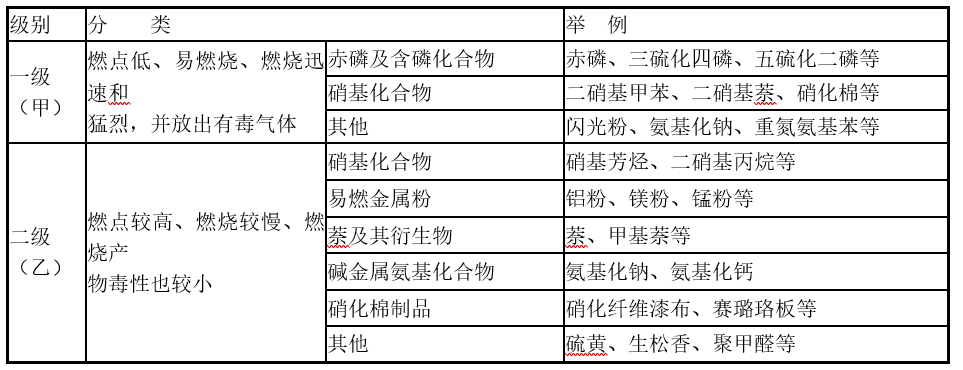 级别 分 类 举 例
一级
（甲）
燃点低、易燃烧、燃烧迅
速和
猛烈，并放出有毒气体
赤磷及含磷化合物 赤磷、三硫化四磷、五硫化二磷等
硝基化合物 二硝基甲苯、二硝基萘、硝化棉等
其他 闪光粉、氨基化钠、重氮氨基苯等
二级
（乙）
燃点较高、燃烧较慢、燃
烧产
物毒性也较小
硝基化合物 硝基芳烃、二硝基丙烷等
易燃金属粉 铝粉、镁粉、锰粉等
萘及其衍生物 萘、甲基萘等
碱金属氨基化合物 氨基化钠、氨基化钙
硝化棉制品 硝化纤维漆布、赛璐珞板等
其他 硫黄、生松香、聚甲醛等